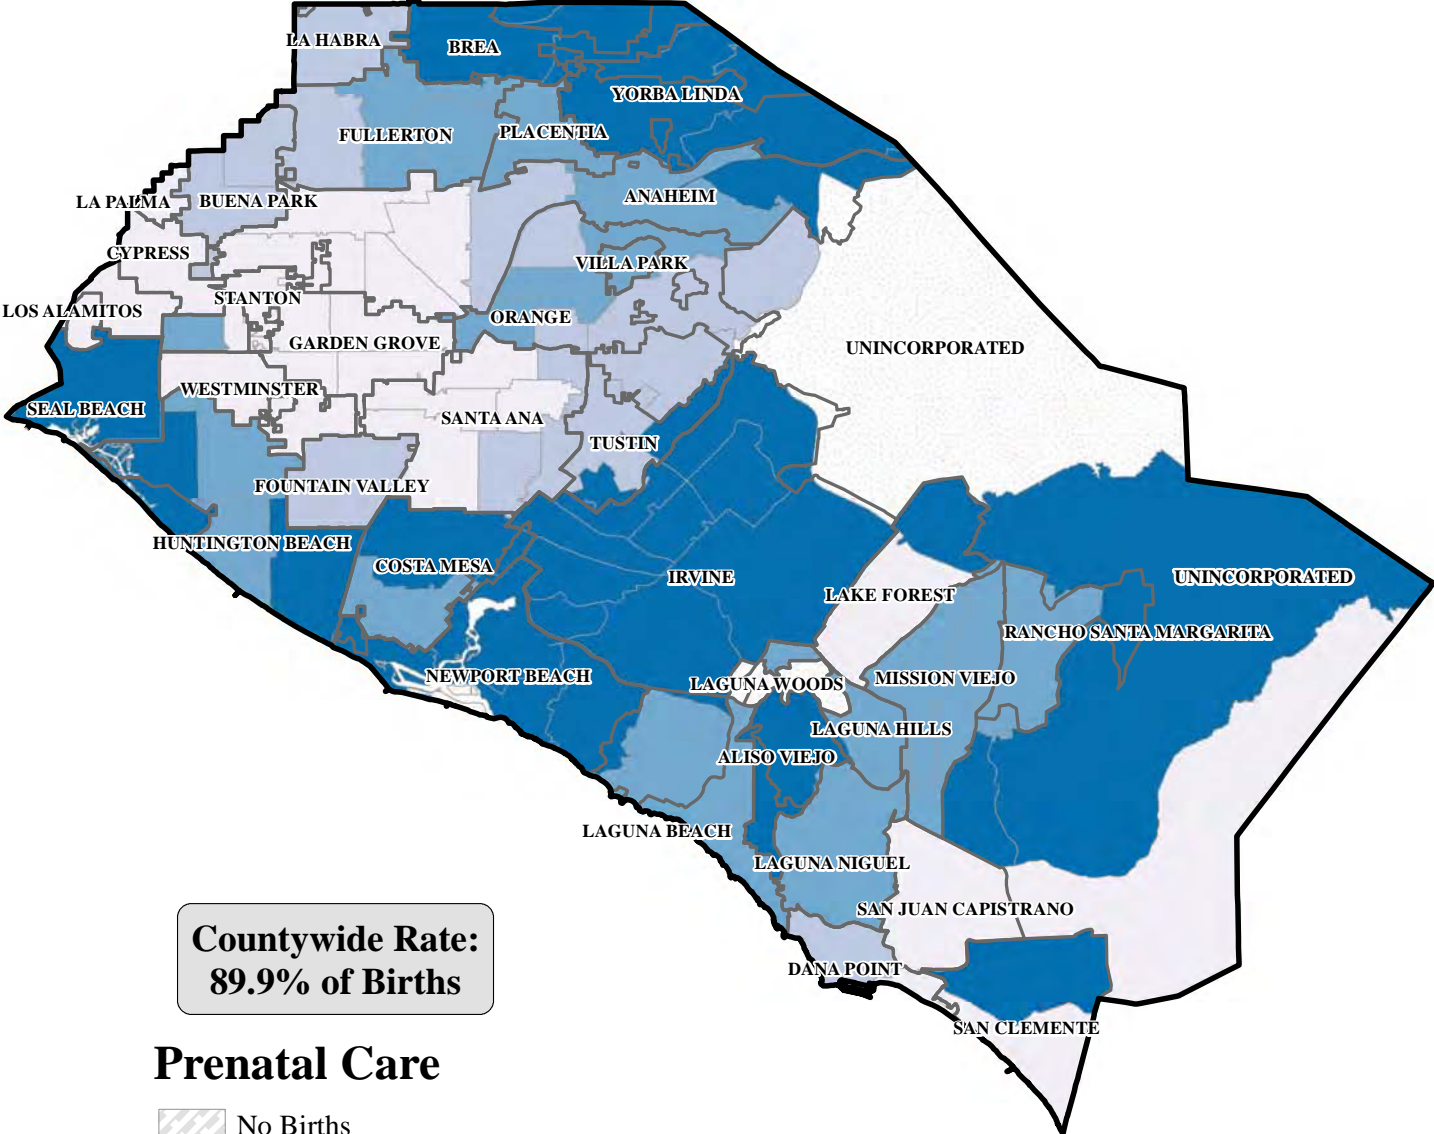 LA HABRA
BREA
YORBA LINDA
FULLERTON
PLACENTIA
LA PALMA
BUENA PARK
ANAHEIM
CYPRESS
VILLA PARK
STANTON
LOS ALAMITOS
ORANGE
GARDEN GROVE
UNINCORPORATED
WESTMINSTER
SEAL BEACH
SANTA ANA
TUSTIN
FOUNTAIN VALLEY
HUNTINGTON BEACH
COSTA MESA
IRVINE
UNINCORPORATED
LAKE FOREST
RANCHO SANTA MARGARITA
NEWPORT BEACH
LAGUNA WOODS
MISSION VIEJO
LAGUNA HILLS
ALISO VIEJO
LAGUNA BEACH
LAGUNA NIGUEL
SAN JUAN CAPISTRANO
DANA POINT
SAN CLEMENTE
Countywide Rate:
89.9% of Births
Prenatal Care
No Births